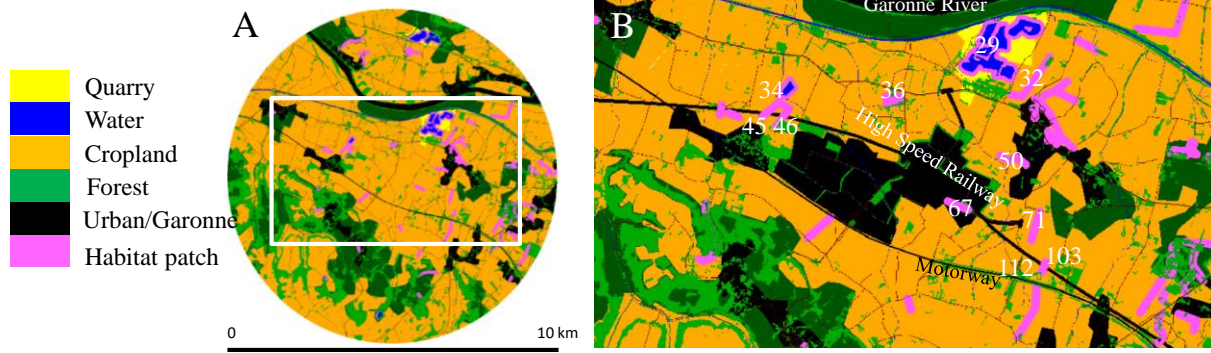 A
Quarry
Water
Cropland
Forest
Urban/Garonne
Habitat patch
0
10 km
Garonne River
B
29
32
34
36
45
46
High Speed Railway
50
67
71
103
112
Motorway